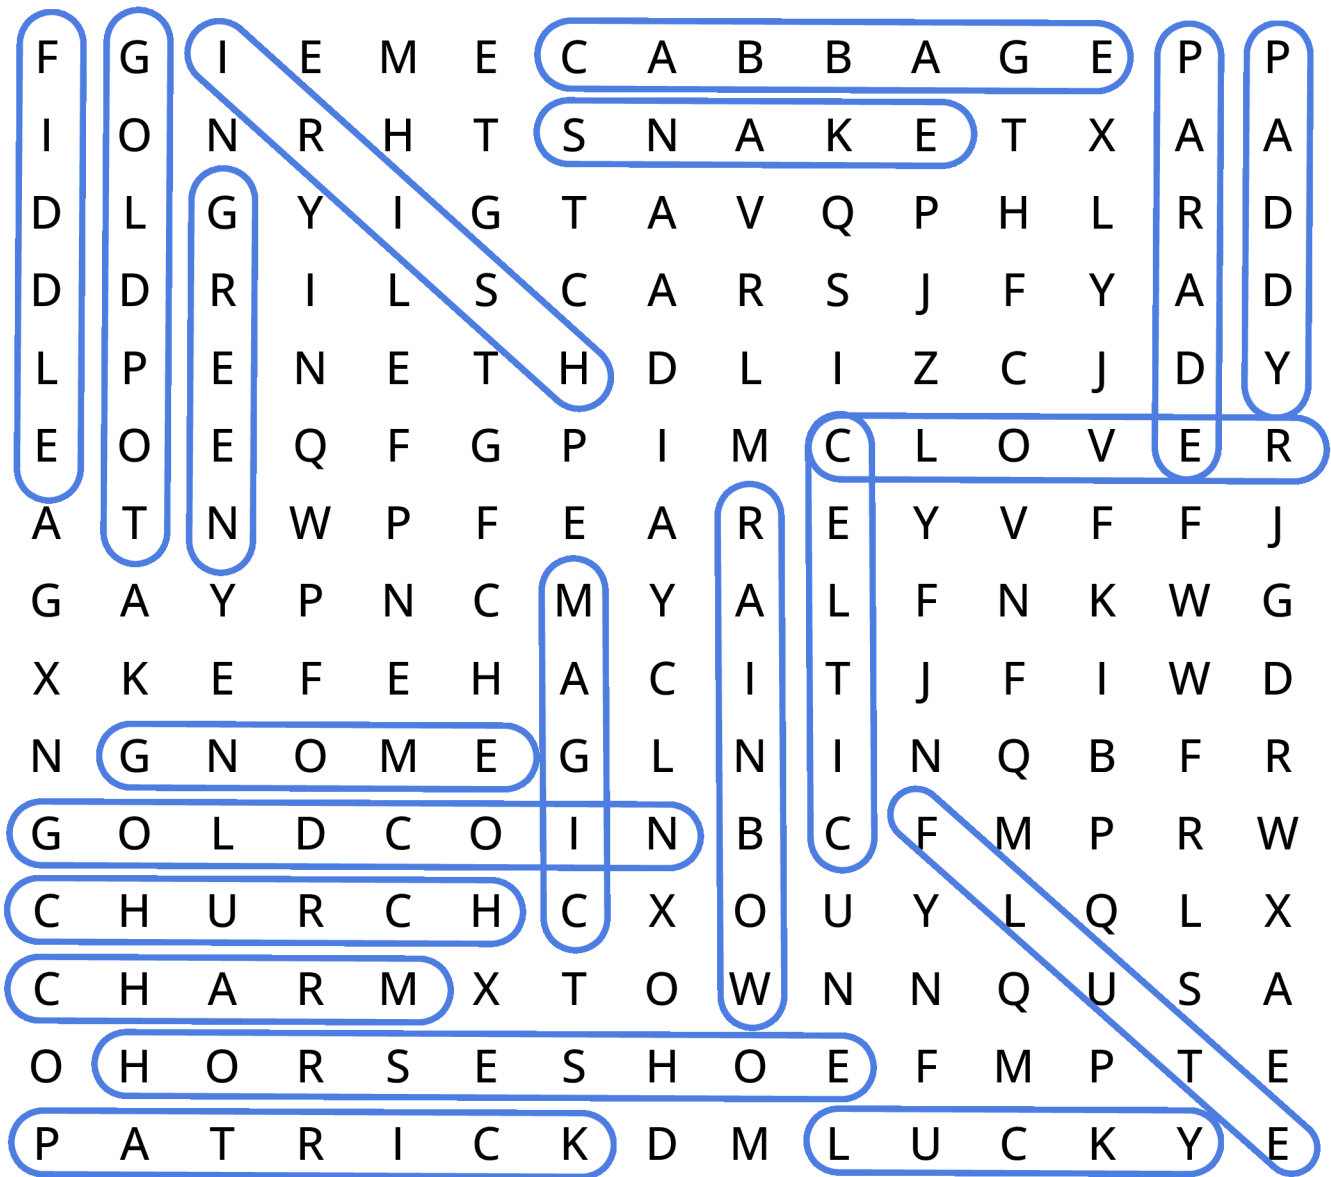 F G I E M E C A B B A G E P P
I O N R H T S N A K E T X A A
D L G Y I G T A V Q P H L R D
D D R I L S C A R S J F Y A D
L P E N E T H D L I Z C J D Y
E O E Q F G P I M C L O V E R
A T N W P F E A R E Y V F F J
G A Y P N C M Y A L F N K W G
X K E F E H A C I T J F I W D
N G N O M E G L N I N Q B F R
G O L D C O I N B C F M P R W
C H U R C H C X O U Y L Q L X
C H A R M X T O W N N Q U S A
O H O R S E S H O E F M P T E
P A T R I C K D M L U C K Y E